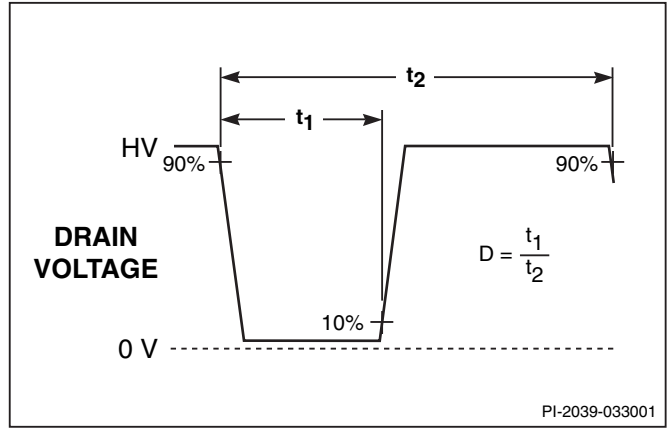 t2
t1
HV
90%
90%
DRAIN
VOLTAGE
D = t1/t2
10%
0 V
PI-2039-033001